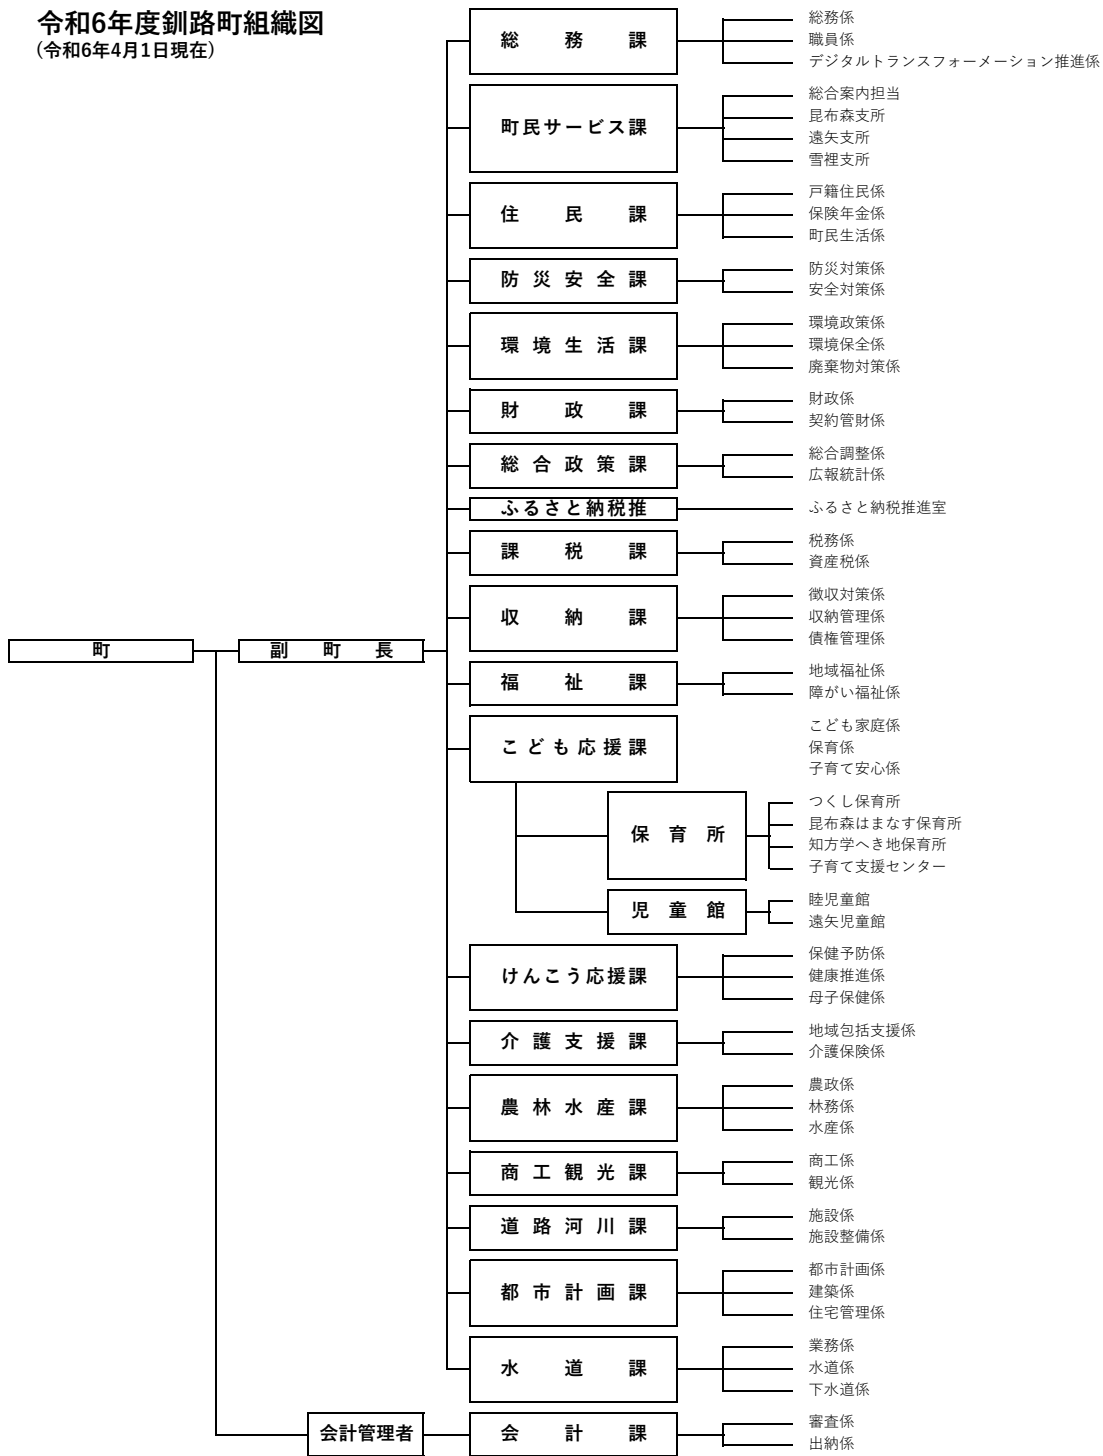 令和6年度釧路町組織図
(令和6年4月1日現在)
総務課
総務係
職員係
デジタルトランスフォーメーション推進係
町民サービス課
総合案内担当
昆布森支所
遠矢支所
雪裡支所
住民課
戸籍住民係
保険年金係
町民生活係
防災安全課
防災対策係
安全対策係
環境生活課
環境政策係
環境保全係
廃棄物対策係
財政課
財政係
契約管財係
総合政策課
総合調整係
広報統計係
ふるさと納税推
ふるさと納税推進室
課税課
税務係
資産税係
収納課
徴収対策係
収納管理係
債権管理係
町
副町長
福祉課
地域福祉係
障がい福祉係
こども応援課
こども家庭係
保育係
子育て安心係
保育所
つくし保育所
昆布森はまなす保育所
知方学へき地保育所
子育て支援センター
児童館
睦児童館
遠矢児童館
けんこう応援課
保健予防係
健康推進係
母子保健係
介護支援課
地域包括支援係
介護保険係
農林水産課
農政係
林務係
水産係
商工観光課
商工係
観光係
道路河川課
施設係
施設整備係
都市計画課
都市計画係
建築係
住宅管理係
水道課
業務係
水道係
下水道係
会計管理者
会計課
審査係
出納係